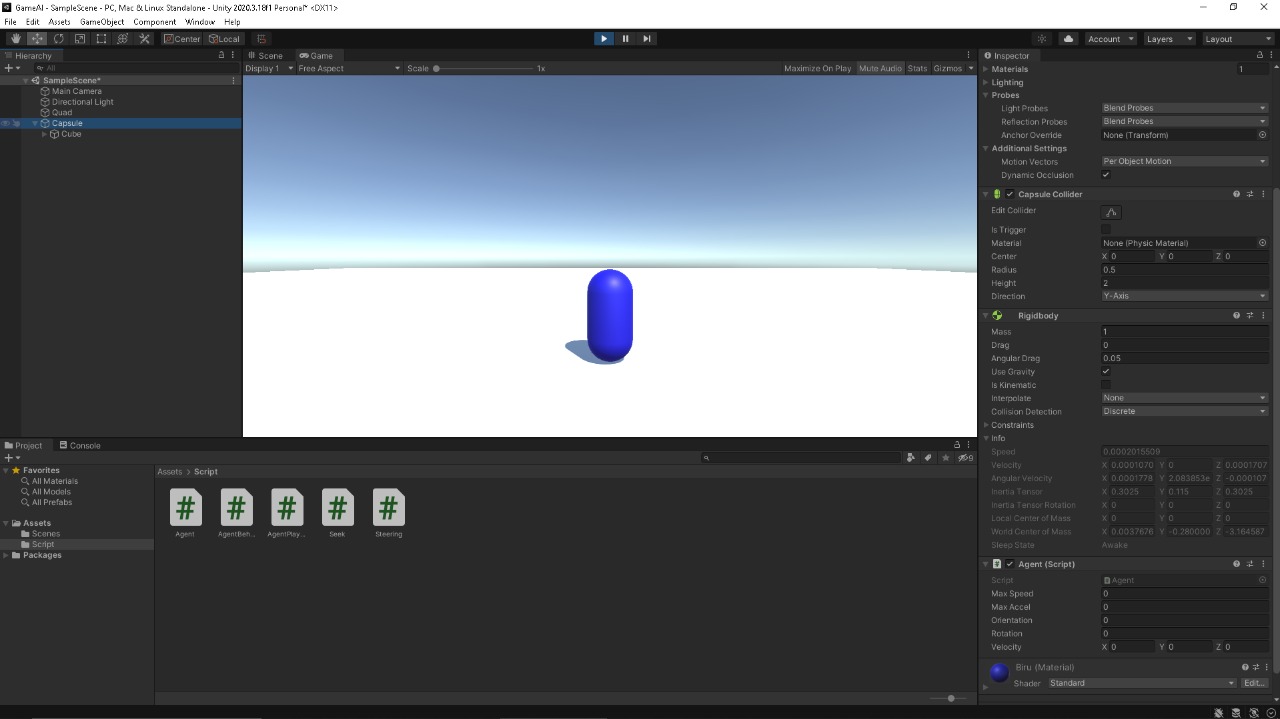 GameAI - SampleScene - PC, Mac & Linux Standalone - Unity 2020.3.18f1 Personal* <DX11>
File Edit Assets GameObject Component Window Help
Center Local Account Layers Layout
Hierarchy
All
SampleScene*
Main Camera
Directional Light
Quad
Capsule
Cube
Scene Game
Display 1 Free Aspect Scale 1x Maximize On Play Mute Audio Stats Gizmos
Inspector
Materials 1
Lighting
Probes
Light Probes Blend Probes
Reflection Probes Blend Probes
Anchor Override None (Transform)
Additional Settings
Motion Vectors Per Object Motion
Dynamic Occlusion
Capsule Collider
Edit Collider
Is Trigger
Material None (Physic Material)
Center X 0 Y 0 Z 0
Radius 0.5
Height 2
Direction Y-Axis
Rigidbody
Mass 1
Drag 0
Angular Drag 0.05
Use Gravity
Is Kinematic
Interpolate None
Collision Detection Discrete
Constraints
Info
Speed 0.0002015509
Velocity X 0.0001070 Y 0 Z 0.0001707
Angular Velocity X 0.0001778 Y 2.083853e Z -0.000107
Inertia Tensor X 0.3025 Y 0.115 Z 0.3025
Inertia Tensor Rotation X 0 Y 0 Z 0
Local Center of Mass X 0 Y 0 Z 0
World Center of Mass X 0.0037676 Y -0.280000 Z -3.164587
Sleep State Awake
Agent (Script)
Script Agent
Max Speed 0
Max Accel 0
Orientation 0
Rotation 0
Velocity X 0 Y 0 Z 0
Biru (Material)
Shader Standard Edit...
Project Console
9
Favorites
All Materials
All Models
All Prefabs
Assets
Scenes
Script
Packages
Assets > Script
Agent AgentBeh... AgentPlay... Seek Steering